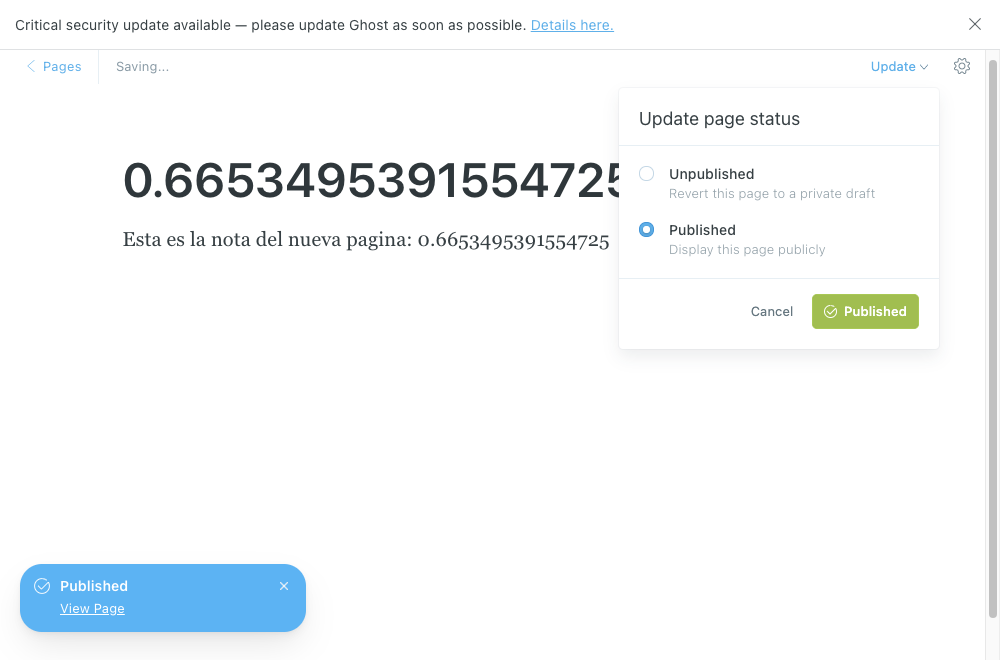 Critical security update available — please update Ghost as soon as possible. Details here.
Pages
Saving...
Update
Update page status
0.6653495391554725
Unpublished
Revert this page to a private draft
Published
Display this page publicly
Esta es la nota del nueva pagina: 0.6653495391554725
Cancel
Published
Published
View Page